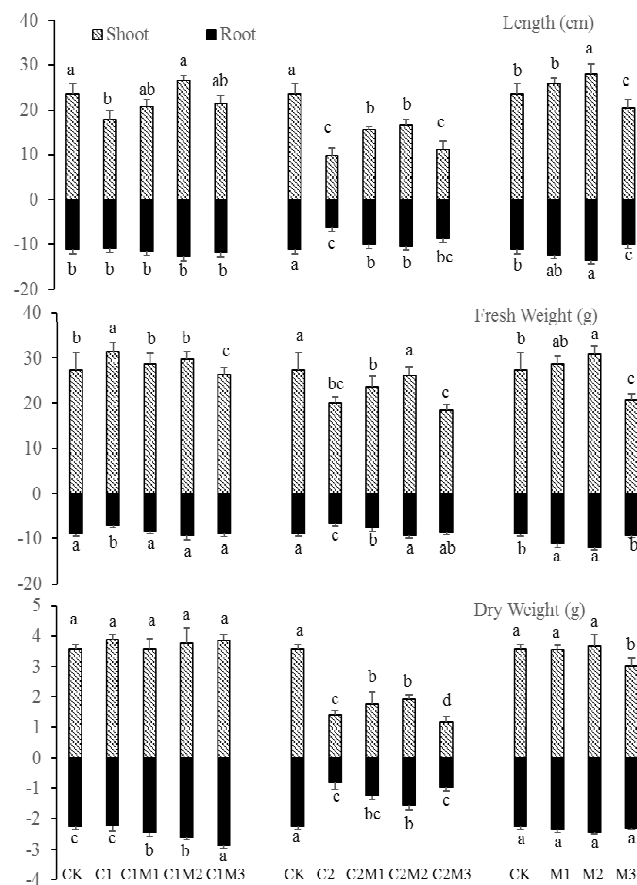 40 Shoot Root Length (cm)
a a ab a ab a c b b c b b a c
30
20
10
0
-10
b b b b b a c b b bc b ab a c
-20
40 Fresh Weight (g)
b a b b c a bc b a c b ab a c
30
20
10
0
-10
a b a a a c b a ab b a a b
-20
5 Dry Weight (g)
a a a a a a c b b d a a a b
4
3
2
1
0
-1
-2
c c b b a a c bc b c a a a a
-3
-4
CK C1 C1M1 C1M2 C1M3 CK C2 C2M1 C2M2 C2M3 CK M1 M2 M3